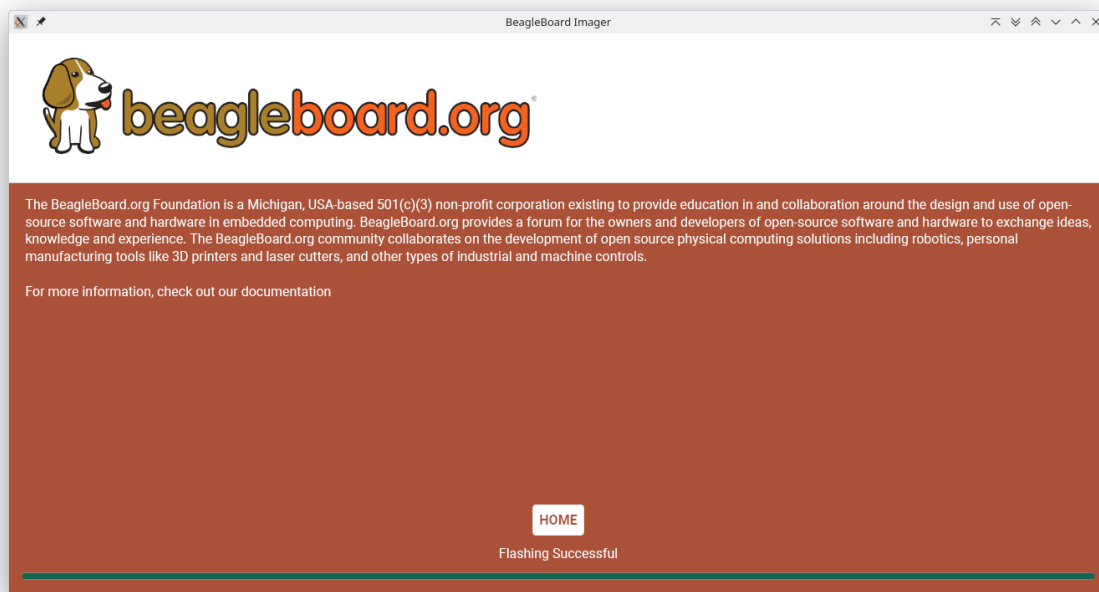 BeagleBoard Imager
beagleboard.org®
The BeagleBoard.org Foundation is a Michigan, USA-based 501(c)(3) non-profit corporation existing to provide education in and collaboration around the design and use of open-
source software and hardware in embedded computing. BeagleBoard.org provides a forum for the owners and developers of open-source software and hardware to exchange ideas,
knowledge and experience. The BeagleBoard.org community collaborates on the development of open source physical computing solutions including robotics, personal
manufacturing tools like 3D printers and laser cutters, and other types of industrial and machine controls.
For more information, check out our documentation
HOME
Flashing Successful